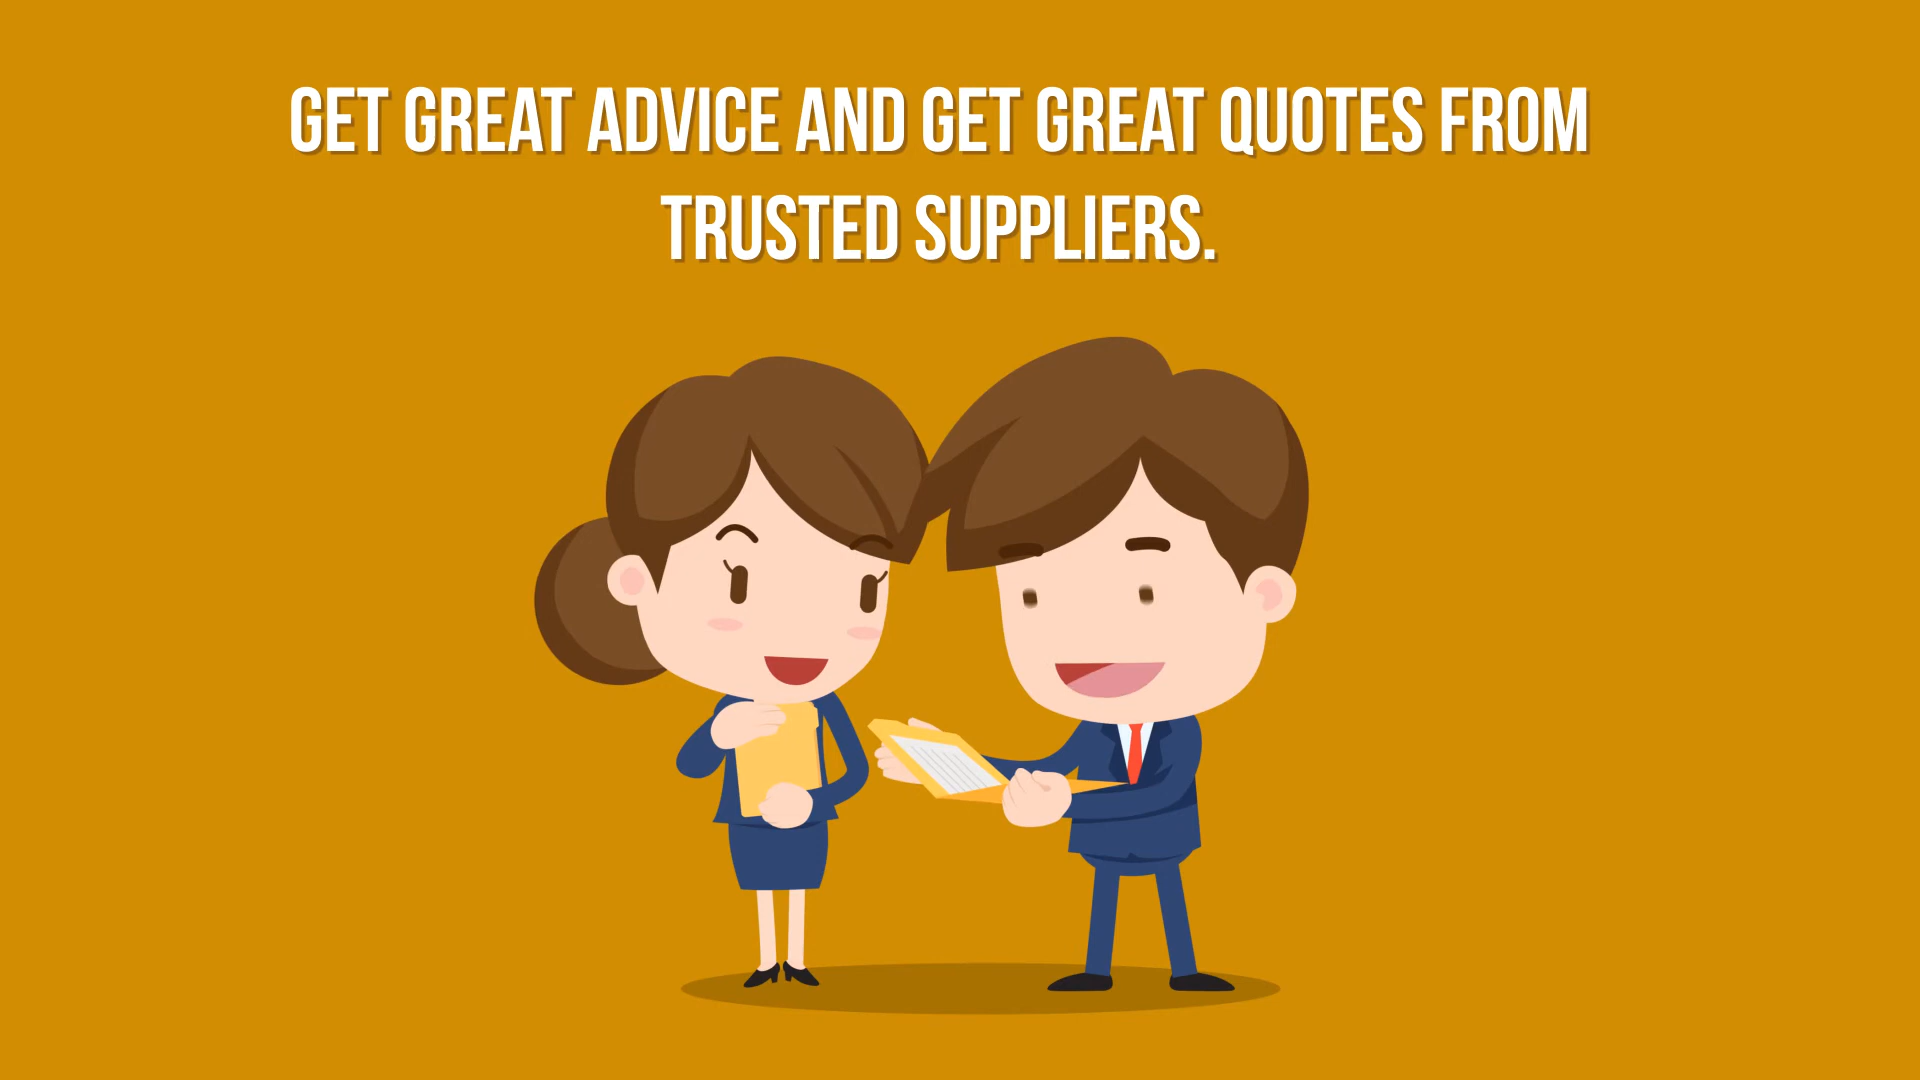 GET GREAT ADVICE AND GET GREAT QUOTES FROM
TRUSTED SUPPLIERS.